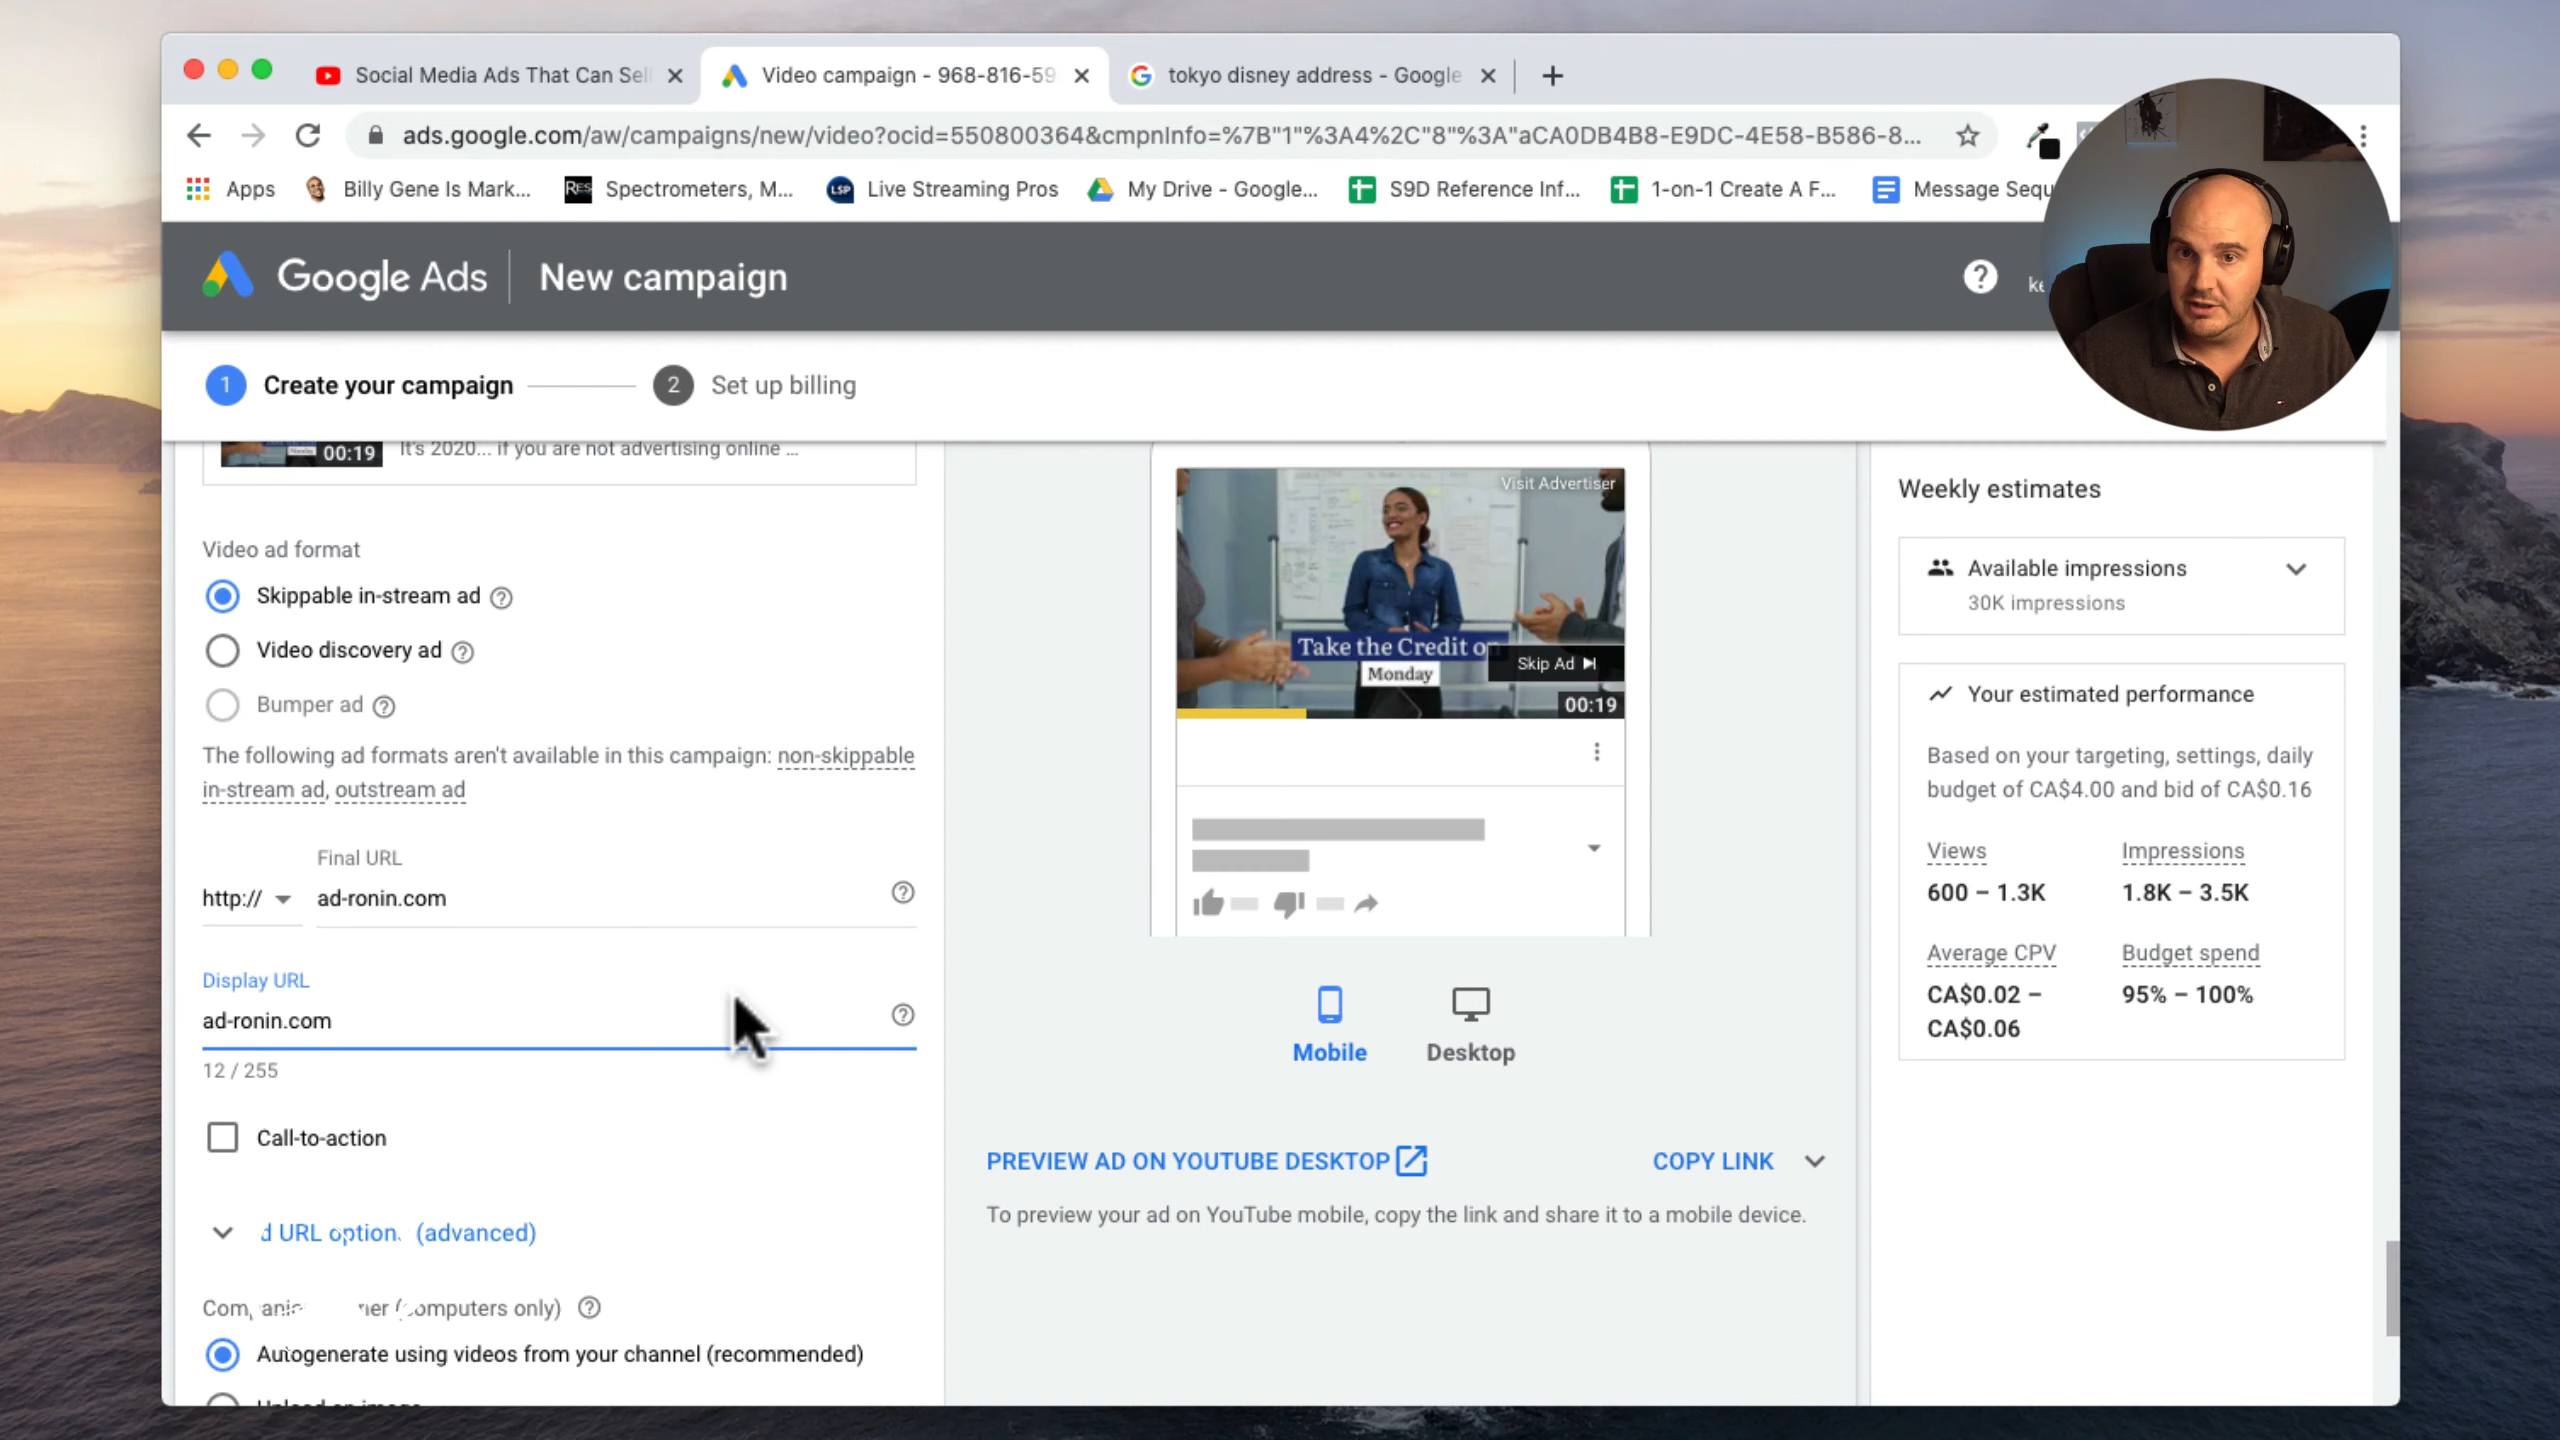 Social Media Ads That Can Sell
Video campaign - 968-816-59
tokyo disney address - Google
ads.google.com/aw/campaigns/new/video?ocid=550800364&cmpnInfo=%7B"1"%3A4%2C"8"%3A"aCA0DB4B8-E9DC-4E58-B586-8...
Apps
Billy Gene Is Mark...
RES
Spectrometers, M...
LSP
Live Streaming Pros
My Drive - Google...
S9D Reference Inf...
1-on-1 Create A F...
Message Sequ
Google Ads
New campaign
ke
1 Create your campaign
2 Set up billing
00:19
It's 2020... if you are not advertising online ...
Video ad format
Skippable in-stream ad
Video discovery ad
Bumper ad
The following ad formats aren't available in this campaign: non-skippable
in-stream ad, outstream ad
Final URL
http://
ad-ronin.com
Display URL
ad-ronin.com
12 / 255
Call-to-action
URL option (advanced)
computers only)
Autogenerate using videos from your channel (recommended)
Visit Advertiser
Take the Credit on
Monday
Skip Ad
00:19
Mobile
Desktop
PREVIEW AD ON YOUTUBE DESKTOP
COPY LINK
To preview your ad on YouTube mobile, copy the link and share it to a mobile device.
Weekly estimates
Available impressions
30K impressions
Your estimated performance
Based on your targeting, settings, daily
budget of CA$4.00 and bid of CA$0.16
Views
Impressions
600 – 1.3K
1.8K – 3.5K
Average CPV
Budget spend
CA$0.02 –
CA$0.06
95% – 100%